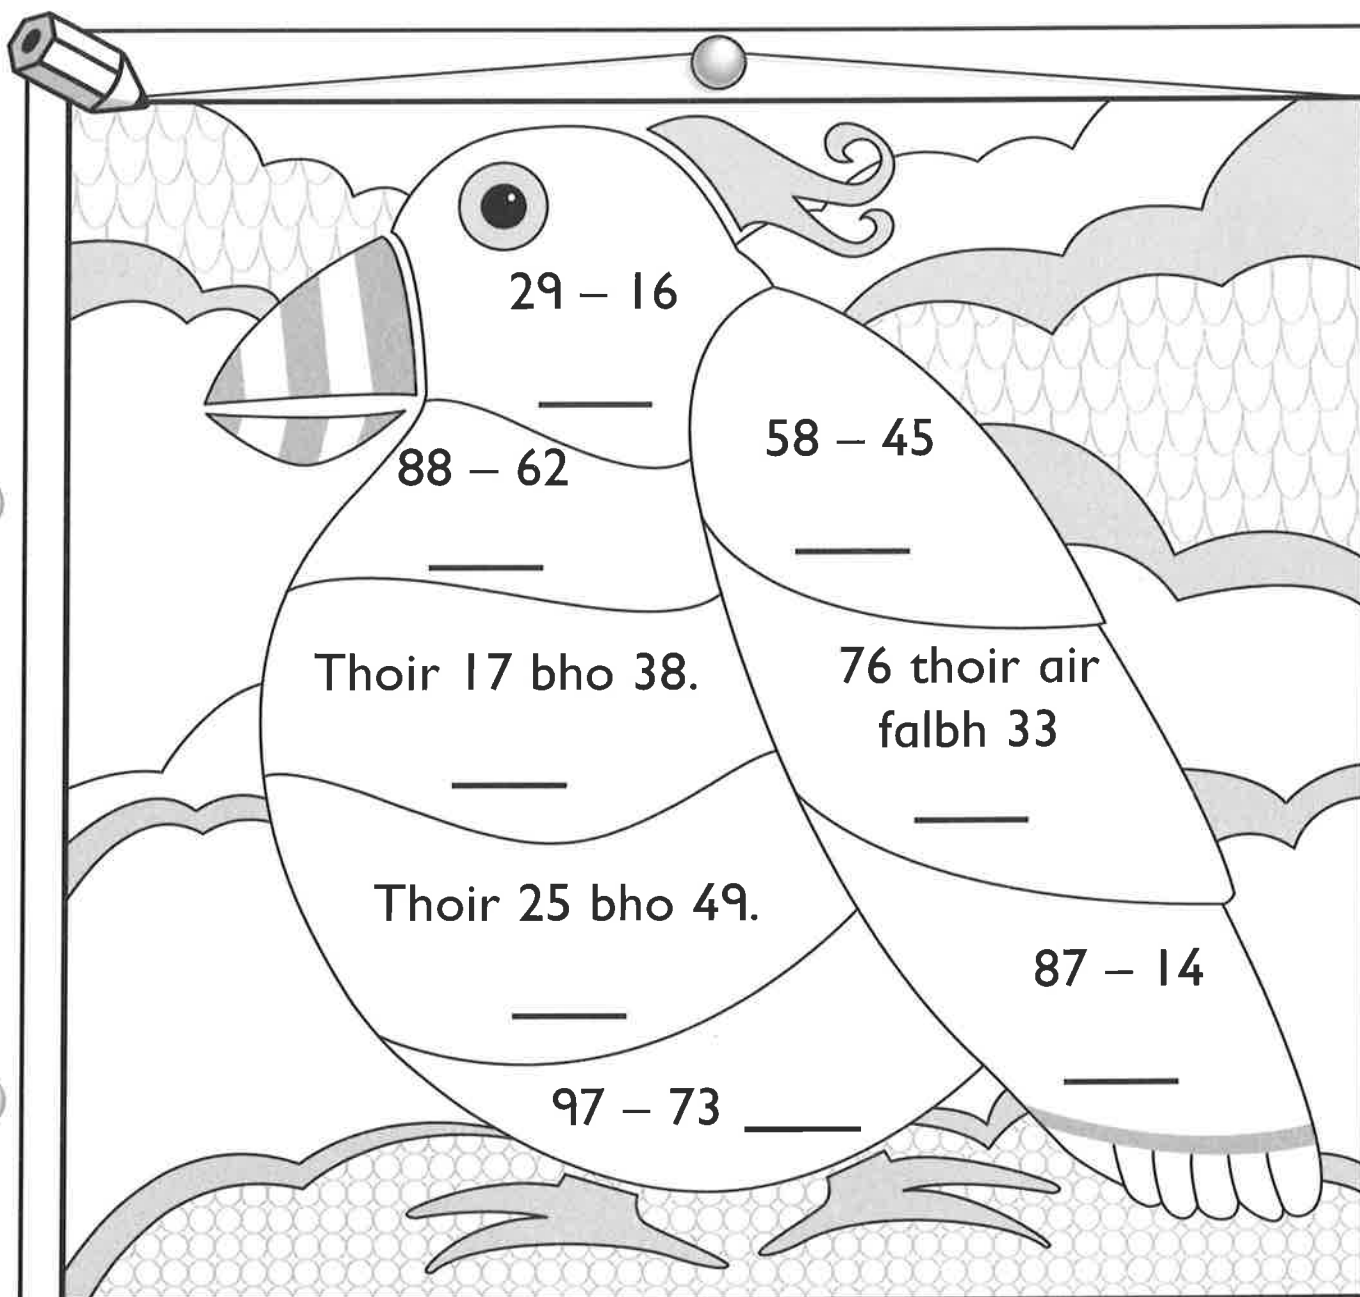 29 – 16
58 – 45
88 – 62
Thoir 17 bho 38.
76 thoir air
falbh 33
Thoir 25 bho 49.
87 – 14
97 – 73